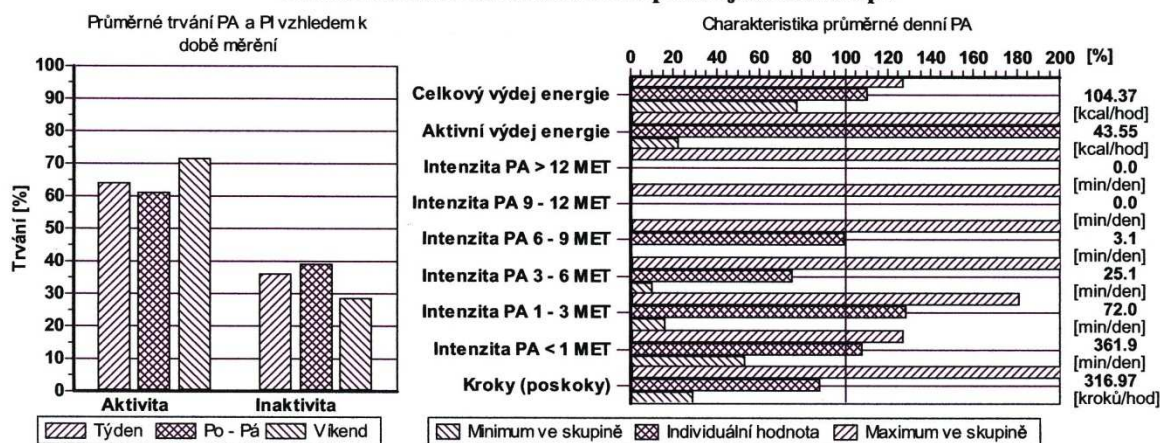 Průměrné trvání PA a PI vzhledem k
době měření
100
90
80
70
60
50
40
30
20
10
0
Trvání [%]
Aktivita
Inaktivita
Týden
Po - Pá
Víkend
Charakteristika průměrné denní PA
0 20 40 60 80 100 120 140 160 180 200 [%]
Celkový výdej energie
104.37
[kcal/hod]
Aktivní výdej energie
43.55
[kcal/hod]
Intenzita PA > 12 MET
0.0
[min/den]
Intenzita PA 9 - 12 MET
0.0
[min/den]
Intenzita PA 6 - 9 MET
3.1
[min/den]
Intenzita PA 3 - 6 MET
25.1
[min/den]
Intenzita PA 1 - 3 MET
72.0
[min/den]
Intenzita PA < 1 MET
361.9
[min/den]
Kroky (poskoky)
316.97
[kroků/hod]
Minimum ve skupině
Individuální hodnota
Maximum ve skupině